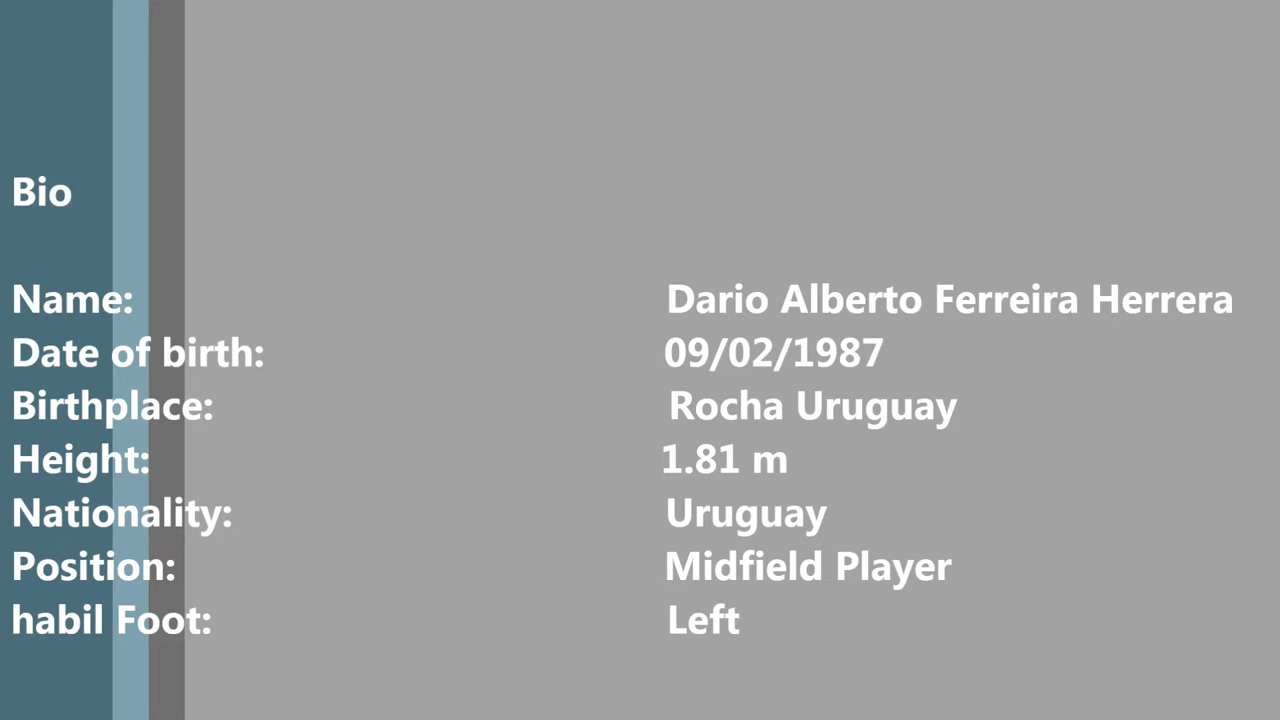 Bio
Name: Dario Alberto Ferreira Herrera
Date of birth: 09/02/1987
Birthplace: Rocha Uruguay
Height: 1.81 m
Nationality: Uruguay
Position: Midfield Player
habil Foot: Left